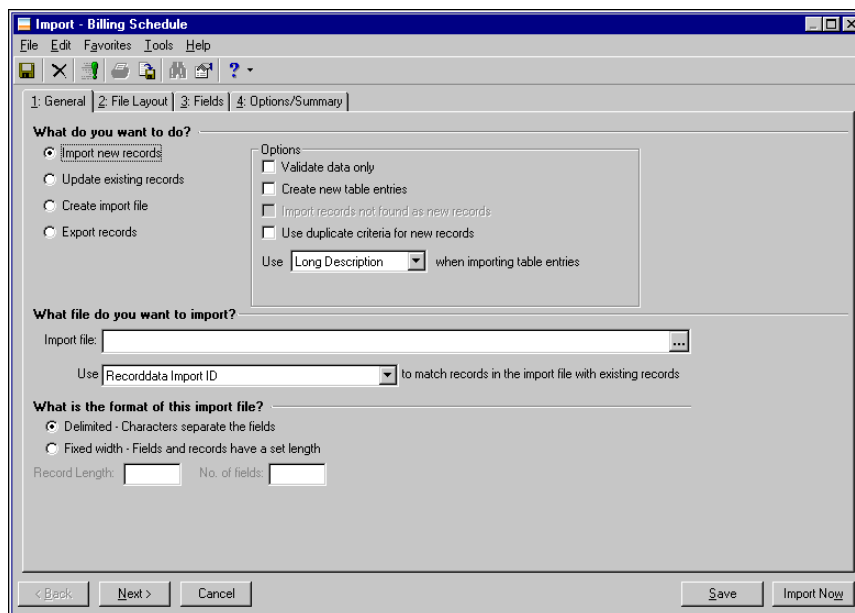 Import - Billing Schedule
File Edit Favorites Tools Help
1: General 2: File Layout 3: Fields 4: Options/Summary
What do you want to do?
Import new records
Update existing records
Create import file
Export records
Options
Validate data only
Create new table entries
Import records not found as new records
Use duplicate criteria for new records
Use Long Description when importing table entries
What file do you want to import?
Import file: ...
Use Recorddata Import ID to match records in the import file with existing records
What is the format of this import file?
Delimited - Characters separate the fields
Fixed width - Fields and records have a set length
Record Length: No. of fields:
< Back Next > Cancel Save Import Now